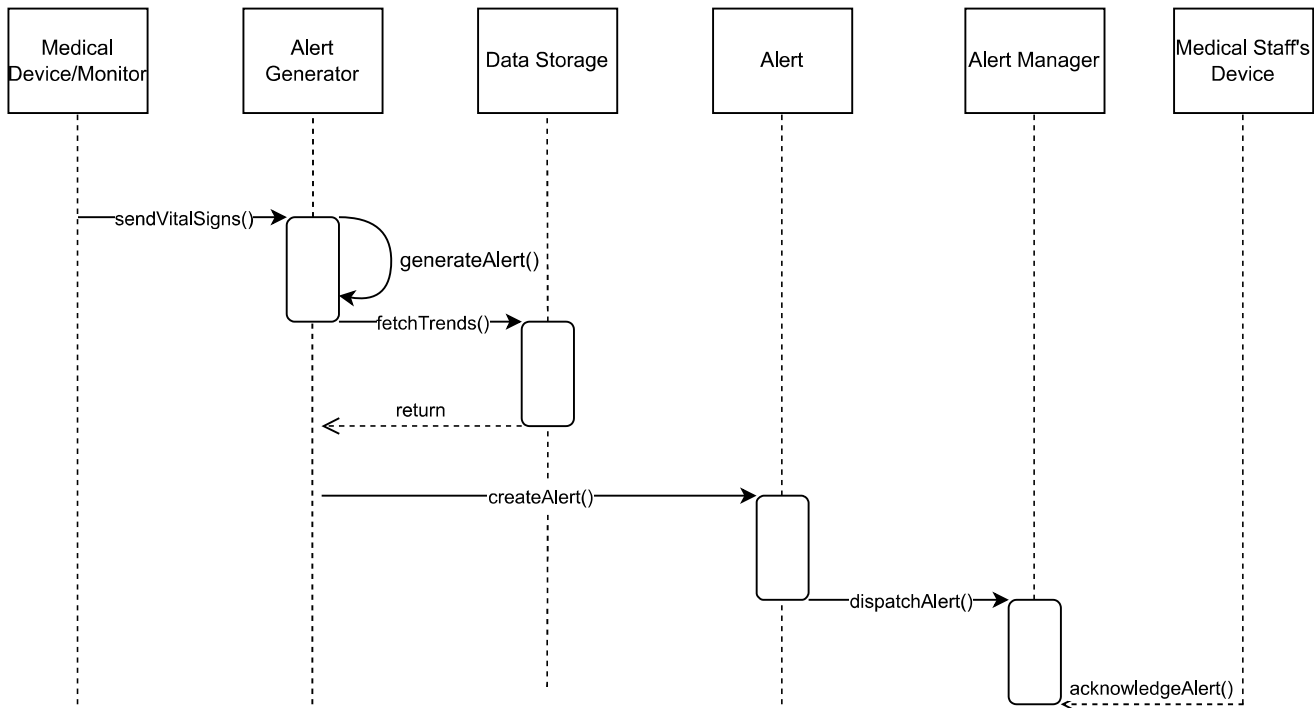 Medical
Device/Monitor
Alert
Generator
Data Storage
Alert
Alert Manager
Medical Staff's
Device
sendVitalSigns()
generateAlert()
fetchTrends()
return
createAlert()
dispatchAlert()
acknowledgeAlert()